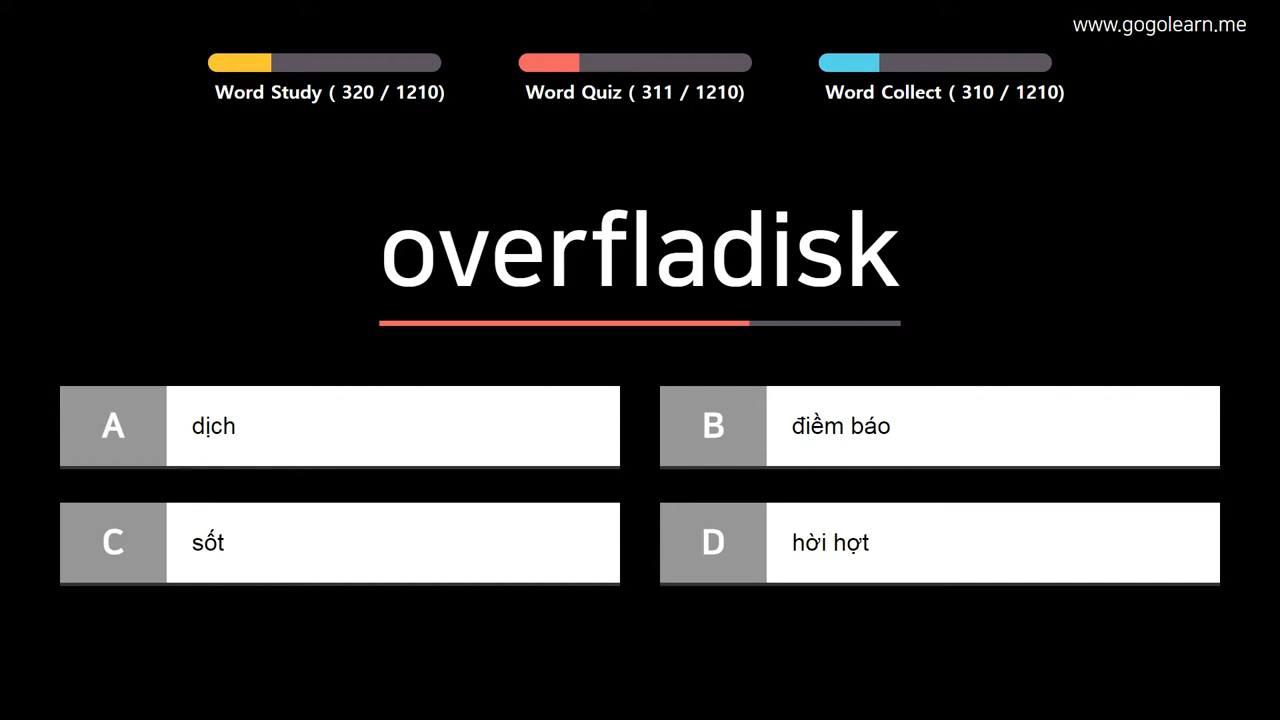 www.gogolearn.me
Word Study ( 320 / 1210)
Word Quiz ( 311 / 1210)
Word Collect ( 310 / 1210)
overfladisk
A dịch
B điềm báo
C sốt
D hời hợt